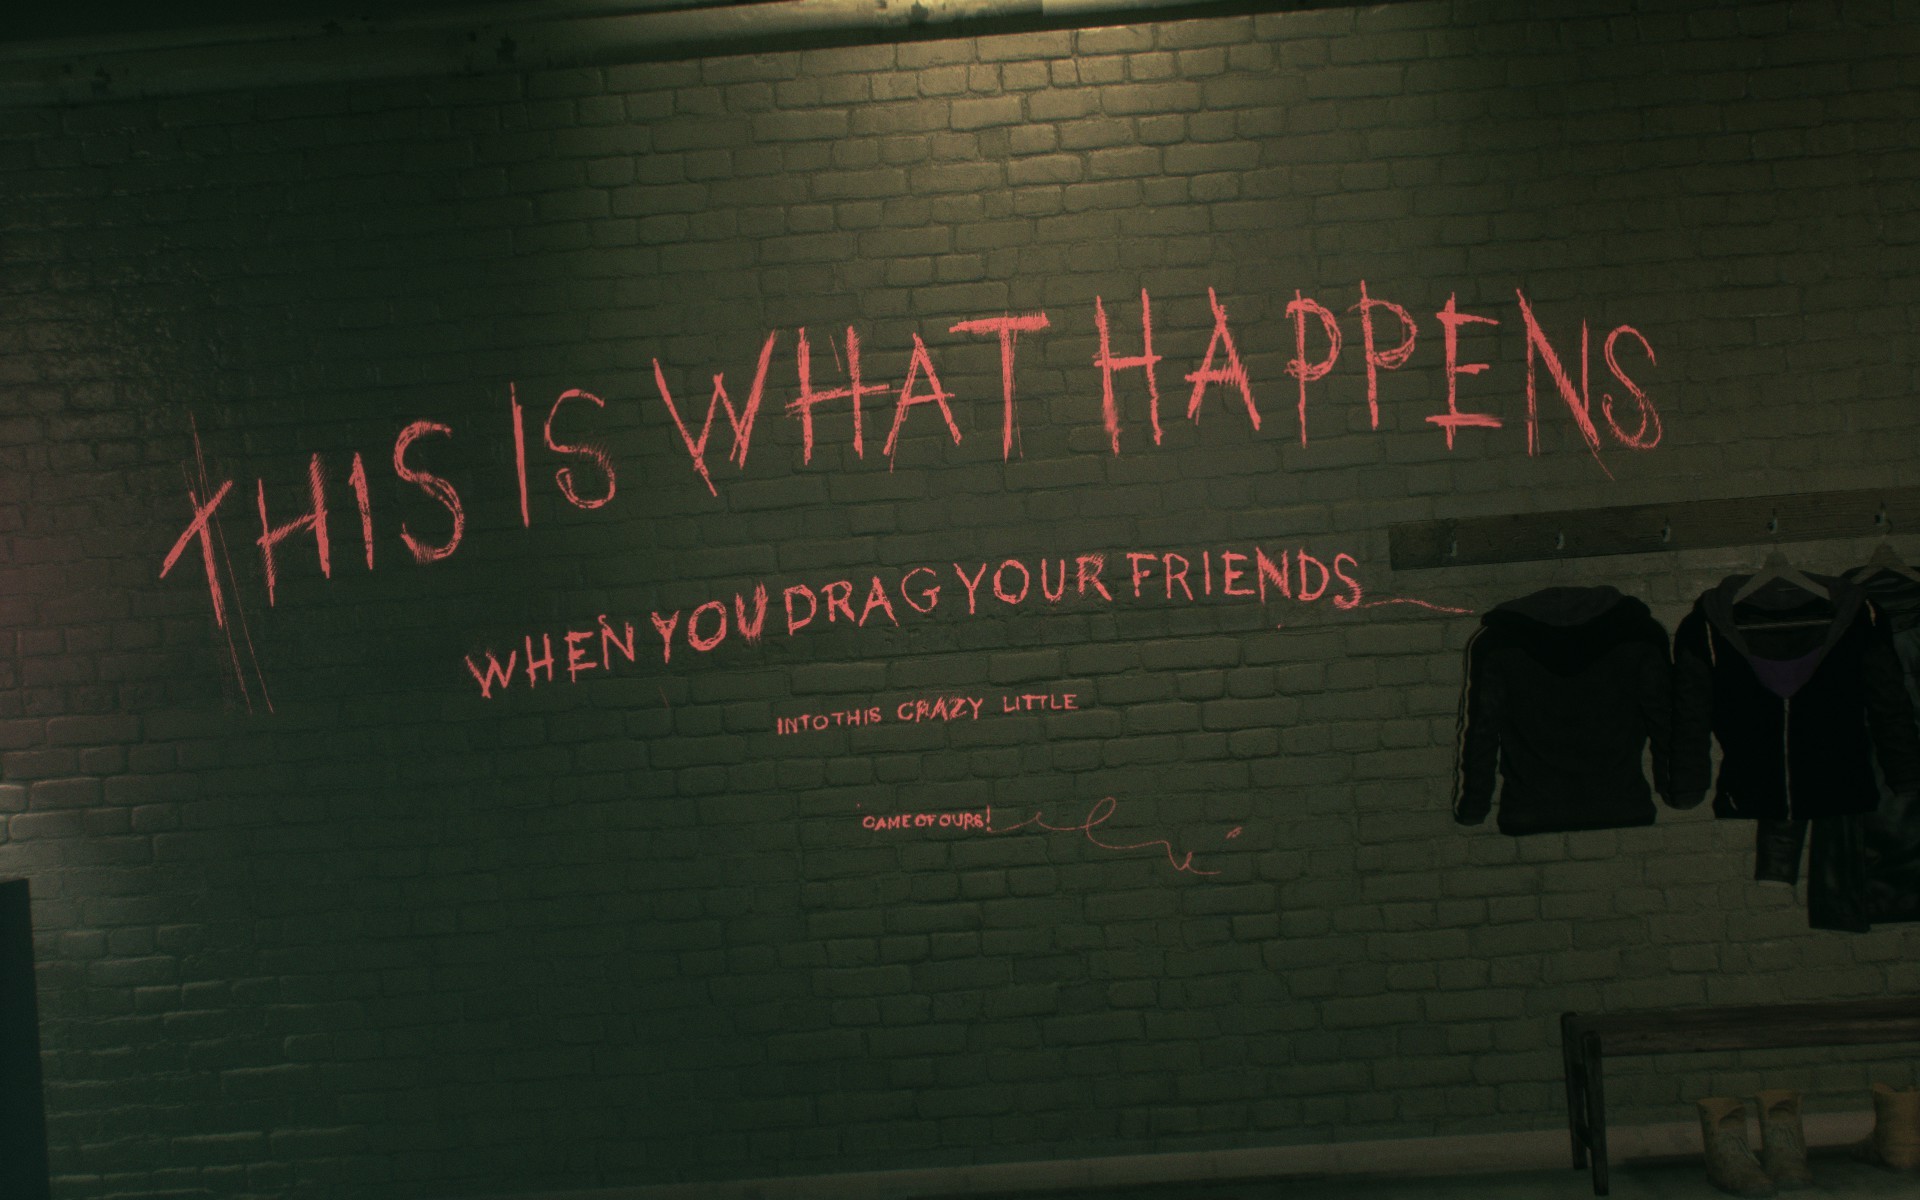 THIS IS WHAT HAPPENS
WHEN YOU DRAG YOUR FRIENDS
INTO THIS CRAZY LITTLE
GAME OF OURS!